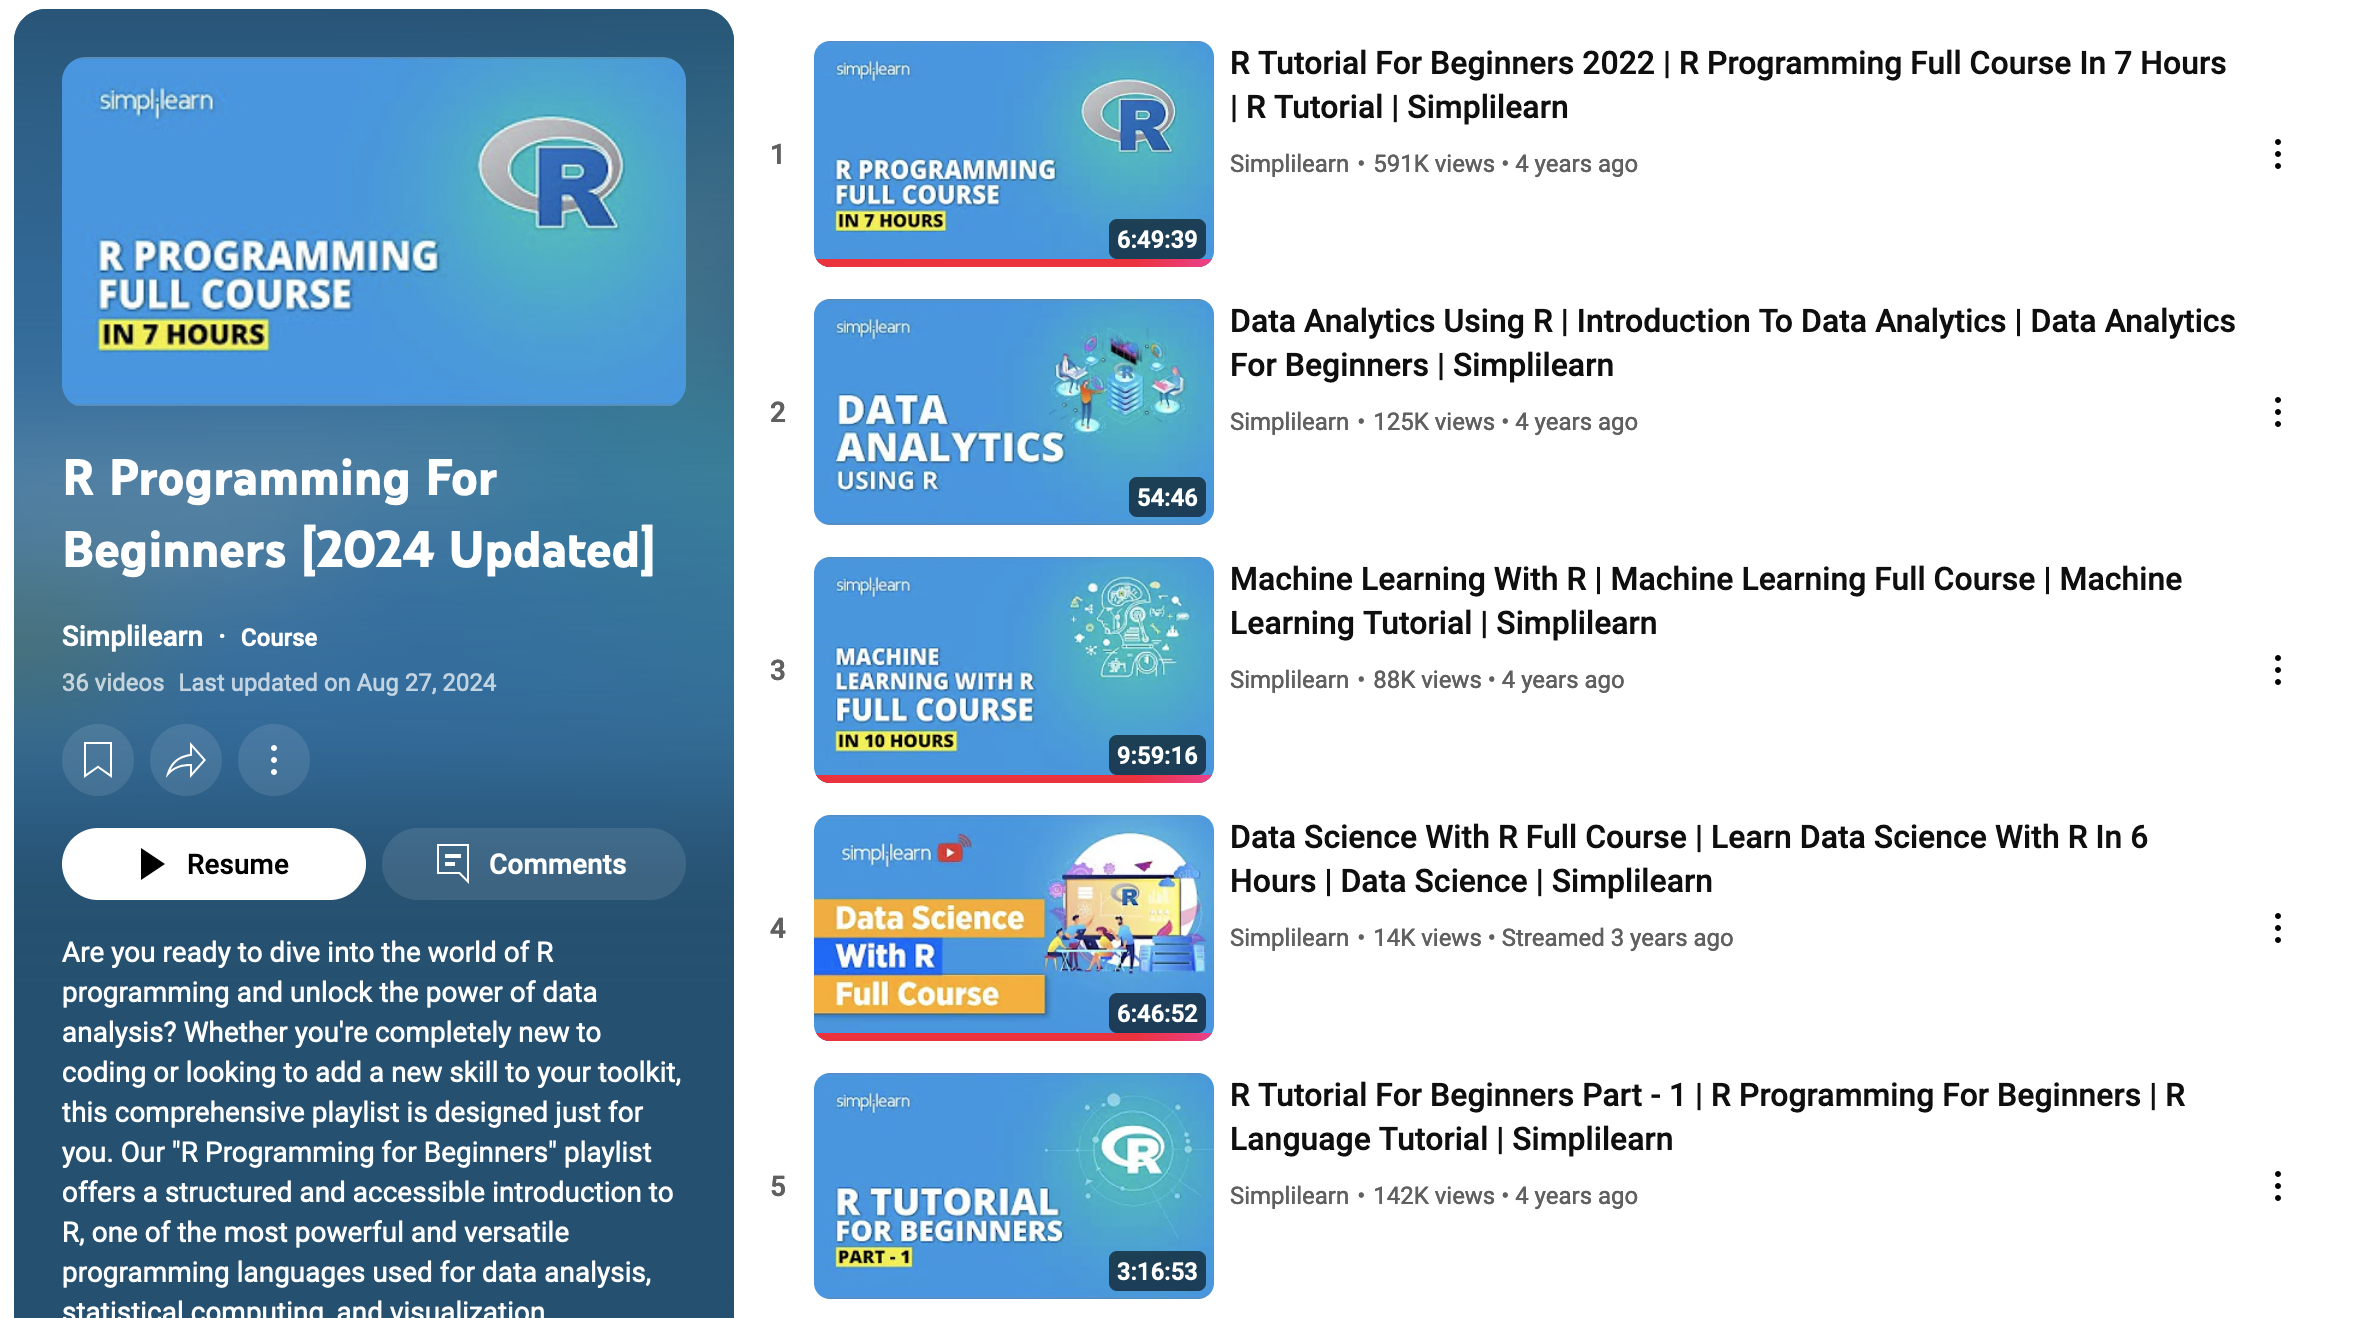 simplilearn
R PROGRAMMING
FULL COURSE
IN 7 HOURS
R Programming For
Beginners [2024 Updated]
Simplilearn · Course
36 videos Last updated on Aug 27, 2024
Resume
Comments
Are you ready to dive into the world of R
programming and unlock the power of data
analysis? Whether you're completely new to
coding or looking to add a new skill to your toolkit,
this comprehensive playlist is designed just for
you. Our "R Programming for Beginners" playlist
offers a structured and accessible introduction to
R, one of the most powerful and versatile
programming languages used for data analysis,
statistical computing, and visualization
1
simplilearn
R
R PROGRAMMING
FULL COURSE
IN 7 HOURS
6:49:39
R Tutorial For Beginners 2022 | R Programming Full Course In 7 Hours
| R Tutorial | Simplilearn
Simplilearn • 591K views • 4 years ago
2
simplilearn
DATA
ANALYTICS
USING R
54:46
Data Analytics Using R | Introduction To Data Analytics | Data Analytics
For Beginners | Simplilearn
Simplilearn • 125K views • 4 years ago
3
simplilearn
MACHINE
LEARNING WITH R
FULL COURSE
IN 10 HOURS
9:59:16
Machine Learning With R | Machine Learning Full Course | Machine
Learning Tutorial | Simplilearn
Simplilearn • 88K views • 4 years ago
4
simplilearn
R
Data Science
With R
Full Course
6:46:52
Data Science With R Full Course | Learn Data Science With R In 6
Hours | Data Science | Simplilearn
Simplilearn • 14K views • Streamed 3 years ago
5
simplilearn
R
R TUTORIAL
FOR BEGINNERS
PART - 1
3:16:53
R Tutorial For Beginners Part - 1 | R Programming For Beginners | R
Language Tutorial | Simplilearn
Simplilearn • 142K views • 4 years ago